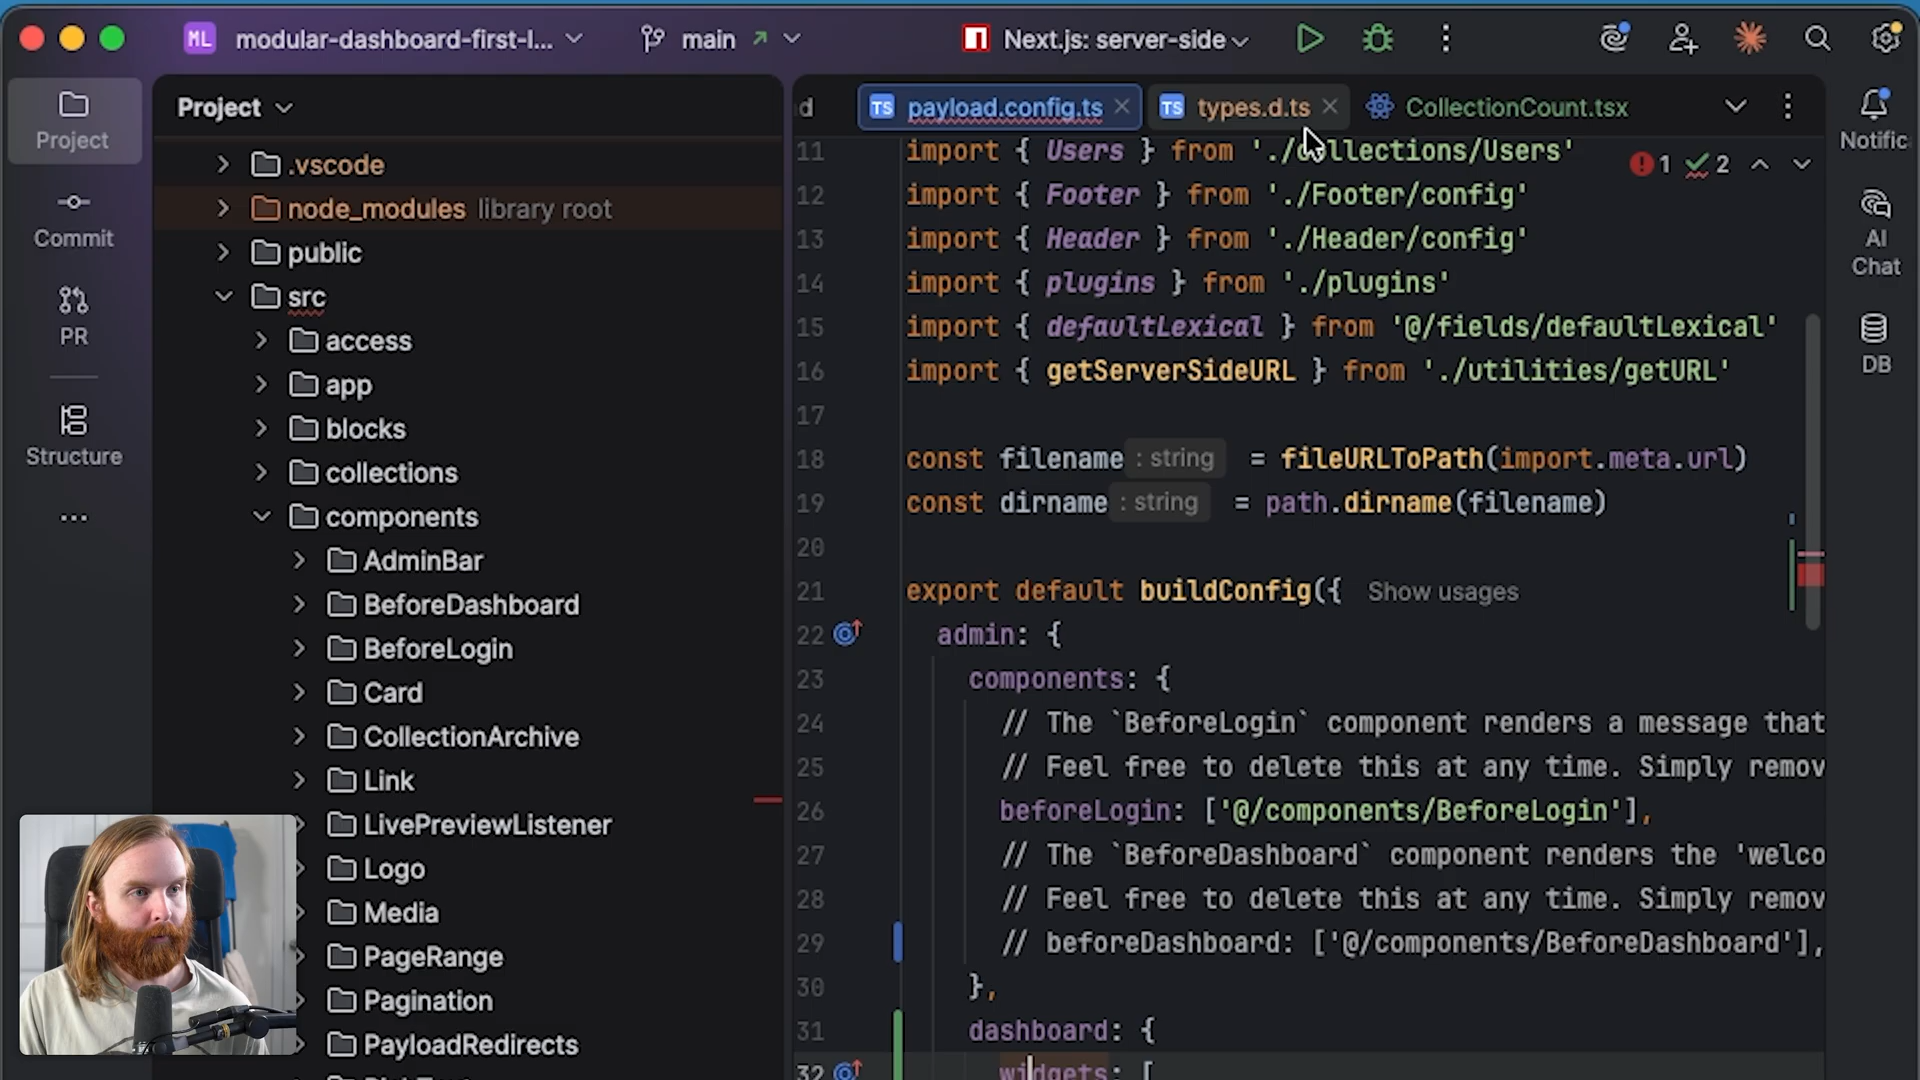 ML modular-dashboard-first-l... main Next.js: server-side
Project
Commit
PR
Structure
Project
.vscode
node_modules library root
public
src
access
app
blocks
collections
components
AdminBar
BeforeDashboard
BeforeLogin
Card
CollectionArchive
Link
LivePreviewListener
Logo
Media
PageRange
Pagination
PayloadRedirects
d TS payload.config.ts TS types.d.ts CollectionCount.tsx
1 2
11 import { Users } from './collections/Users'
12 import { Footer } from './Footer/config'
13 import { Header } from './Header/config'
14 import { plugins } from './plugins'
15 import { defaultLexical } from '@/fields/defaultLexical'
16 import { getServerSideURL } from './utilities/getURL'
17
18 const filename : string = fileURLToPath(import.meta.url)
19 const dirname : string = path.dirname(filename)
20
21 export default buildConfig({ Show usages
22 admin: {
23 components: {
24 // The `BeforeLogin` component renders a message that
25 // Feel free to delete this at any time. Simply remov
26 beforeLogin: ['@/components/BeforeLogin'],
27 // The `BeforeDashboard` component renders the 'welco
28 // Feel free to delete this at any time. Simply remov
29 // beforeDashboard: ['@/components/BeforeDashboard'],
30 },
31 dashboard: {
32 widgets: [
Notific
AI
Chat
DB